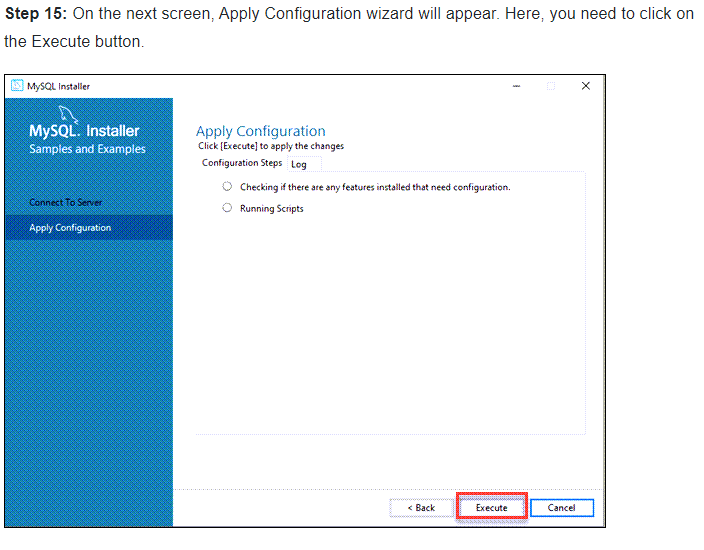 Step 15: On the next screen, Apply Configuration wizard will appear. Here, you need to click on
the Execute button.
MySQL Installer
MySQL. Installer
Samples and Examples
Connect To Server
Apply Configuration
Apply Configuration
Click [Execute] to apply the changes
Configuration Steps Log
Checking if there are any features installed that need configuration.
Running Scripts
< Back Execute Cancel